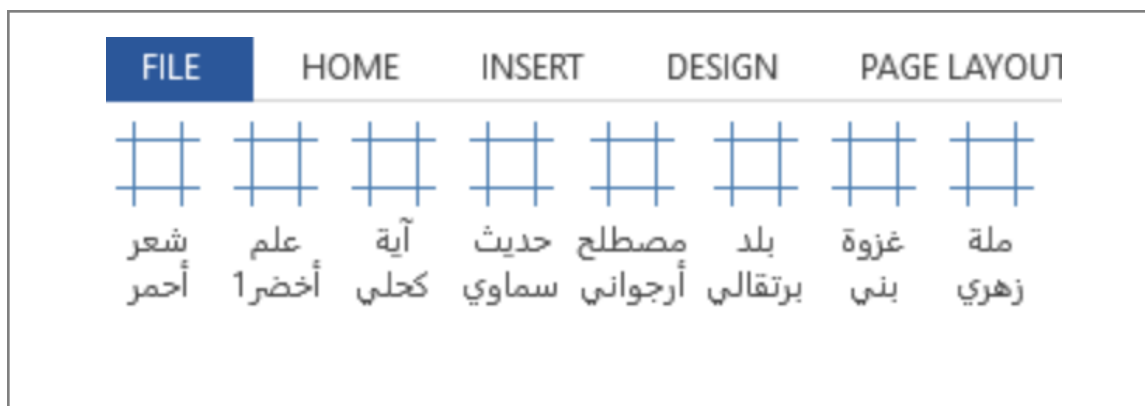 FILE HOME INSERT DESIGN PAGE LAYOUT
شعر علم آية حديث مصطلح بلد غزوة ملة
أحمر أخضر1 كحلي سماوي أرجواني برتقالي بني زهري